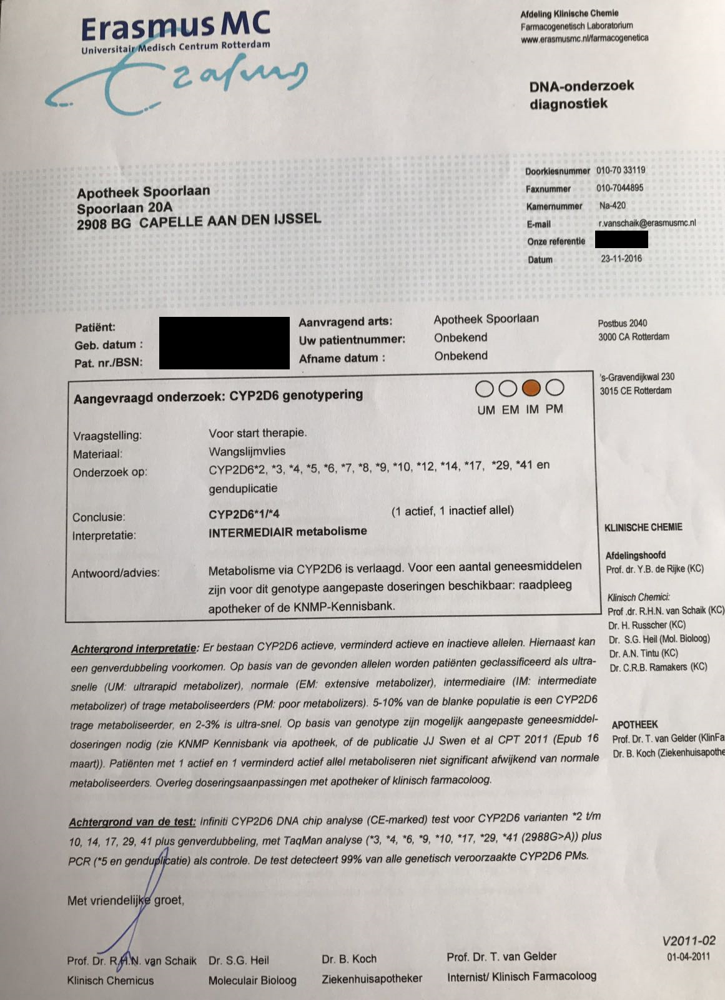 Erasmus MC
Universitair Medisch Centrum Rotterdam
Erasmus
Afdeling Klinische Chemie
Farmacogenetisch Laboratorium
www.erasmusmc.nl/farmacogenetica
DNA-onderzoek
diagnostiek
Apotheek Spoorlaan
Spoorlaan 20A
2908 BG CAPELLE AAN DEN IJSSEL
Doorkiesnummer 010-70 33119
Faxnummer 010-7044895
Kamernummer Na-420
E-mail r.vanschaik@erasmusmc.nl
Onze referentie
Datum 23-11-2016
Patiënt:
Geb. datum :
Pat. nr./BSN:
Aanvragend arts: Apotheek Spoorlaan
Uw patientnummer: Onbekend
Afname datum : Onbekend
Postbus 2040
3000 CA Rotterdam
's-Gravendijkwal 230
3015 CE Rotterdam
Aangevraagd onderzoek: CYP2D6 genotypering
UM EM IM PM
Vraagstelling: Voor start therapie.
Materiaal: Wangslijmvlies
Onderzoek op: CYP2D6*2, *3, *4, *5, *6, *7, *8, *9, *10, *12, *14, *17, *29, *41 en
genduplicatie
Conclusie: CYP2D6*1/*4 (1 actief, 1 inactief allel)
Interpretatie: INTERMEDIAIR metabolisme
Antwoord/advies: Metabolisme via CYP2D6 is verlaagd. Voor een aantal geneesmiddelen
zijn voor dit genotype aangepaste doseringen beschikbaar: raadpleeg
apotheker of de KNMP-Kennisbank.
KLINISCHE CHEMIE
Afdelingshoofd
Prof. dr. Y.B. de Rijke (KC)
Klinisch Chemici:
Prof .dr. R.H.N. van Schaik (KC)
Dr. H. Russcher (KC)
Dr. S.G. Heil (Mol. Bioloog)
Dr. A.N. Tintu (KC)
Dr. C.R.B. Ramakers (KC)
APOTHEEK
Prof. Dr. T. van Gelder (KlinFa
Dr. B. Koch (Ziekenhuisapothe
Achtergrond interpretatie: Er bestaan CYP2D6 actieve, verminderd actieve en inactieve allelen. Hiernaast kan
een genverdubbeling voorkomen. Op basis van de gevonden allelen worden patiënten geclassificeerd als ultra-
snelle (UM: ultrarapid metabolizer), normale (EM: extensive metabolizer), intermediaire (IM: intermediate
metabolizer) of trage metaboliseerders (PM: poor metabolizers). 5-10% van de blanke populatie is een CYP2D6
trage metaboliseerder, en 2-3% is ultra-snel. Op basis van genotype zijn mogelijk aangepaste geneesmiddel-
doseringen nodig (zie KNMP Kennisbank via apotheek, of de publicatie JJ Swen et al CPT 2011 (Epub 16
maart)). Patiënten met 1 actief en 1 verminderd actief allel metaboliseren niet significant afwijkend van normale
metaboliseerders. Overleg doseringsaanpassingen met apotheker of klinisch farmacoloog.
Achtergrond van de test: Infiniti CYP2D6 DNA chip analyse (CE-marked) test voor CYP2D6 varianten *2 t/m
10, 14, 17, 29, 41 plus genverdubbeling, met TaqMan analyse (*3, *4, *6, *9, *10, *17, *29, *41 (2988G>A)) plus
PCR (*5 en genduplicatie) als controle. De test detecteert 99% van alle genetisch veroorzaakte CYP2D6 PMs.
Met vriendelijke groet,
Prof. Dr. R.H.N. van Schaik Dr. S.G. Heil Dr. B. Koch Prof. Dr. T. van Gelder
Klinisch Chemicus Moleculair Bioloog Ziekenhuisapotheker Internist/ Klinisch Farmacoloog
V2011-02
01-04-2011